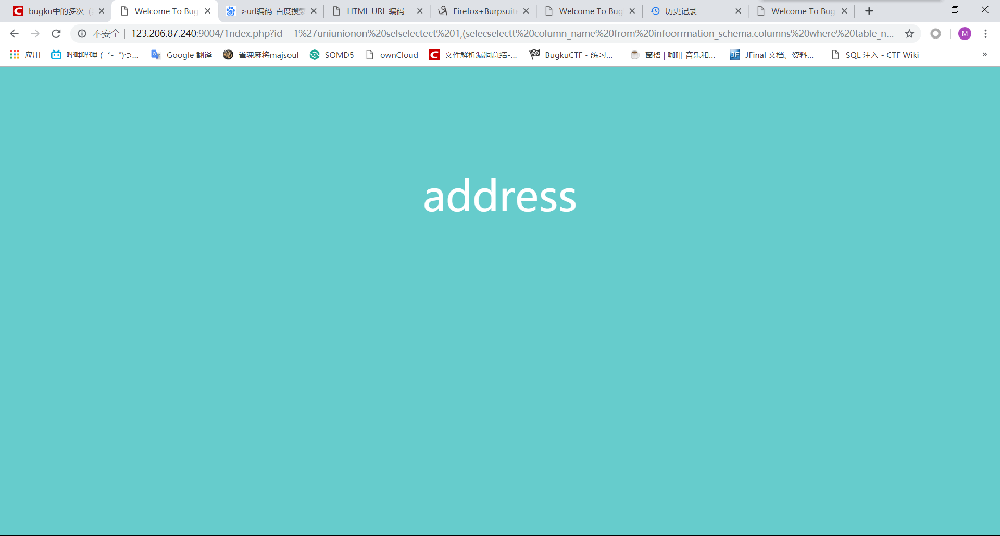 bugku中的多次（
Welcome To Bug
>url编码_百度搜索
HTML URL 编码
Firefox+Burpsuite
Welcome To Bug
历史记录
Welcome To Bug
不安全 | 123.206.87.240:9004/1ndex.php?id=-1%27uniunionon%20selselectect%201,(selecselectt%20column_name%20from%20infoorrmation_schema.columns%20where%20table_n...
M
应用
哔哩哔哩 (゜-゜)つ...
Google 翻译
雀魂麻将majsoul
SOMD5
ownCloud
文件解析漏洞总结-...
BugkuCTF - 练习...
窗格 | 咖啡 音乐和...
JFinal 文档、资料...
SQL 注入 - CTF Wiki
»
address